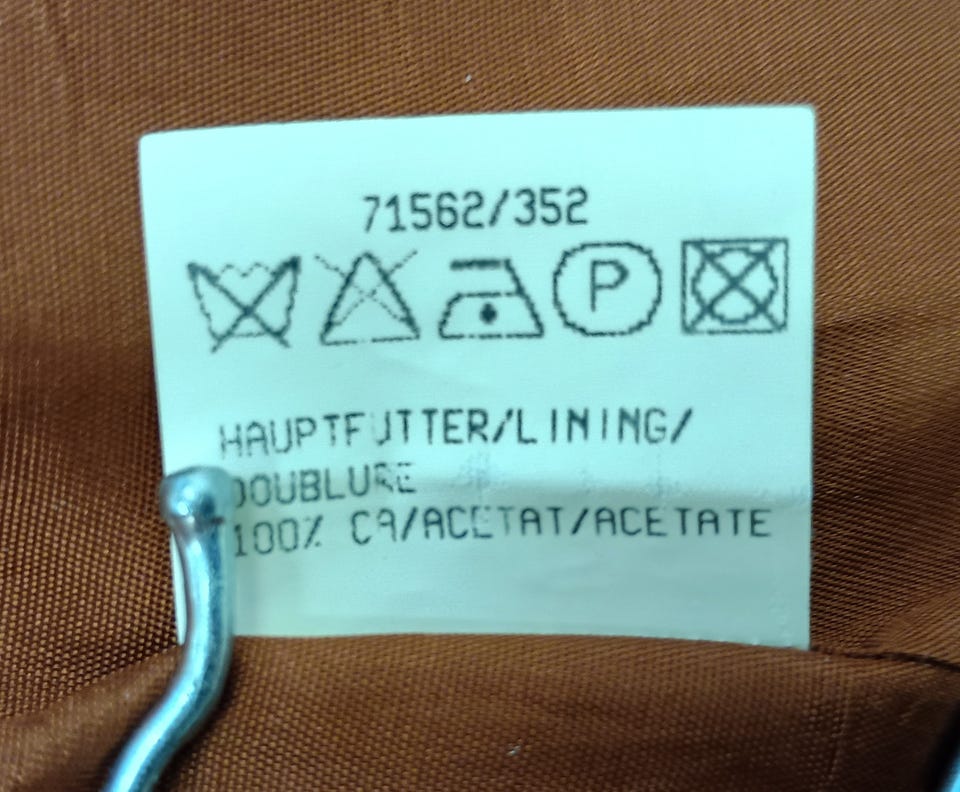 71562/352
P
HAUPTFUTTER/LINING/
DOUBLURE
100% CA/ACETAT/ACETATE